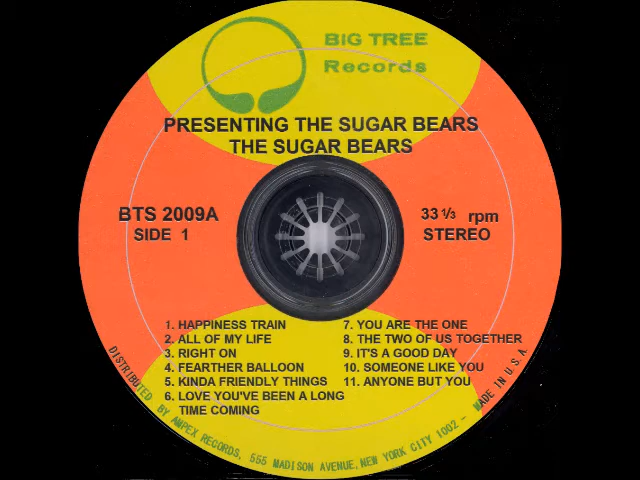 BIG TREE
Records
PRESENTING THE SUGAR BEARS
THE SUGAR BEARS
BTS 2009A
SIDE 1
33 1/3 rpm
STEREO
1. HAPPINESS TRAIN
2. ALL OF MY LIFE
3. RIGHT ON
4. FEARTHER BALLOON
5. KINDA FRIENDLY THINGS
6. LOVE YOU'VE BEEN A LONG
TIME COMING
7. YOU ARE THE ONE
8. THE TWO OF US TOGETHER
9. IT'S A GOOD DAY
10. SOMEONE LIKE YOU
11. ANYONE BUT YOU
DISTRIBUTED BY AMPEX RECORDS, 555 MADISON AVENUE, NEW YORK CITY 1002 - MADE IN U.S.A.